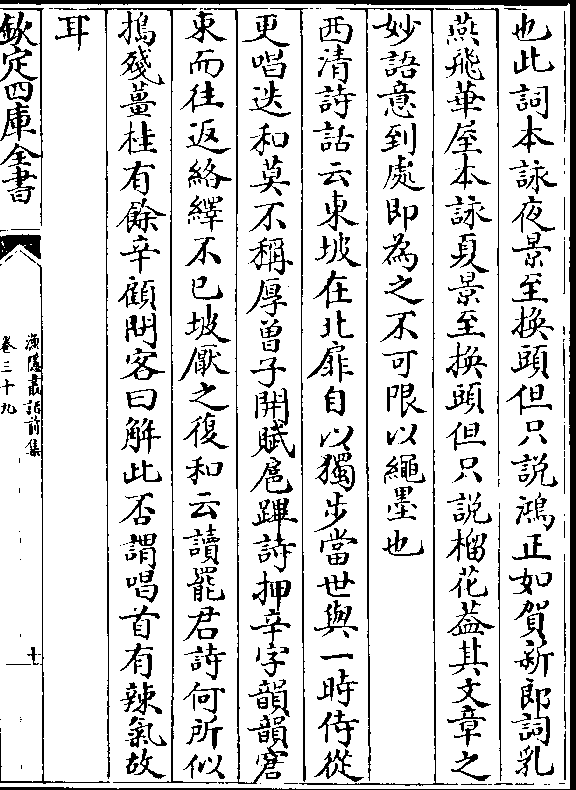 也此詞本詠夜景至換頭但只說鴻正如賀新郎詞乳
燕飛華屋本詠夏景至換頭但只說榴花葢其文章之
妙語意到處即為之不可限以繩墨也
西清詩話云東坡在北扉自以獨步當世與一時侍從
更唱迭和莫不稱厚曽子開賦扈蹕詩押辛字韻韻窘
東而往返絡繹不已坡厭之復和云讀罷君詩何所似
搗殘薑桂有餘辛顧問客曰解此否謂唱首有辣氣故
耳
欽定四庫全書
漁隱叢話前集
卷三十九
十